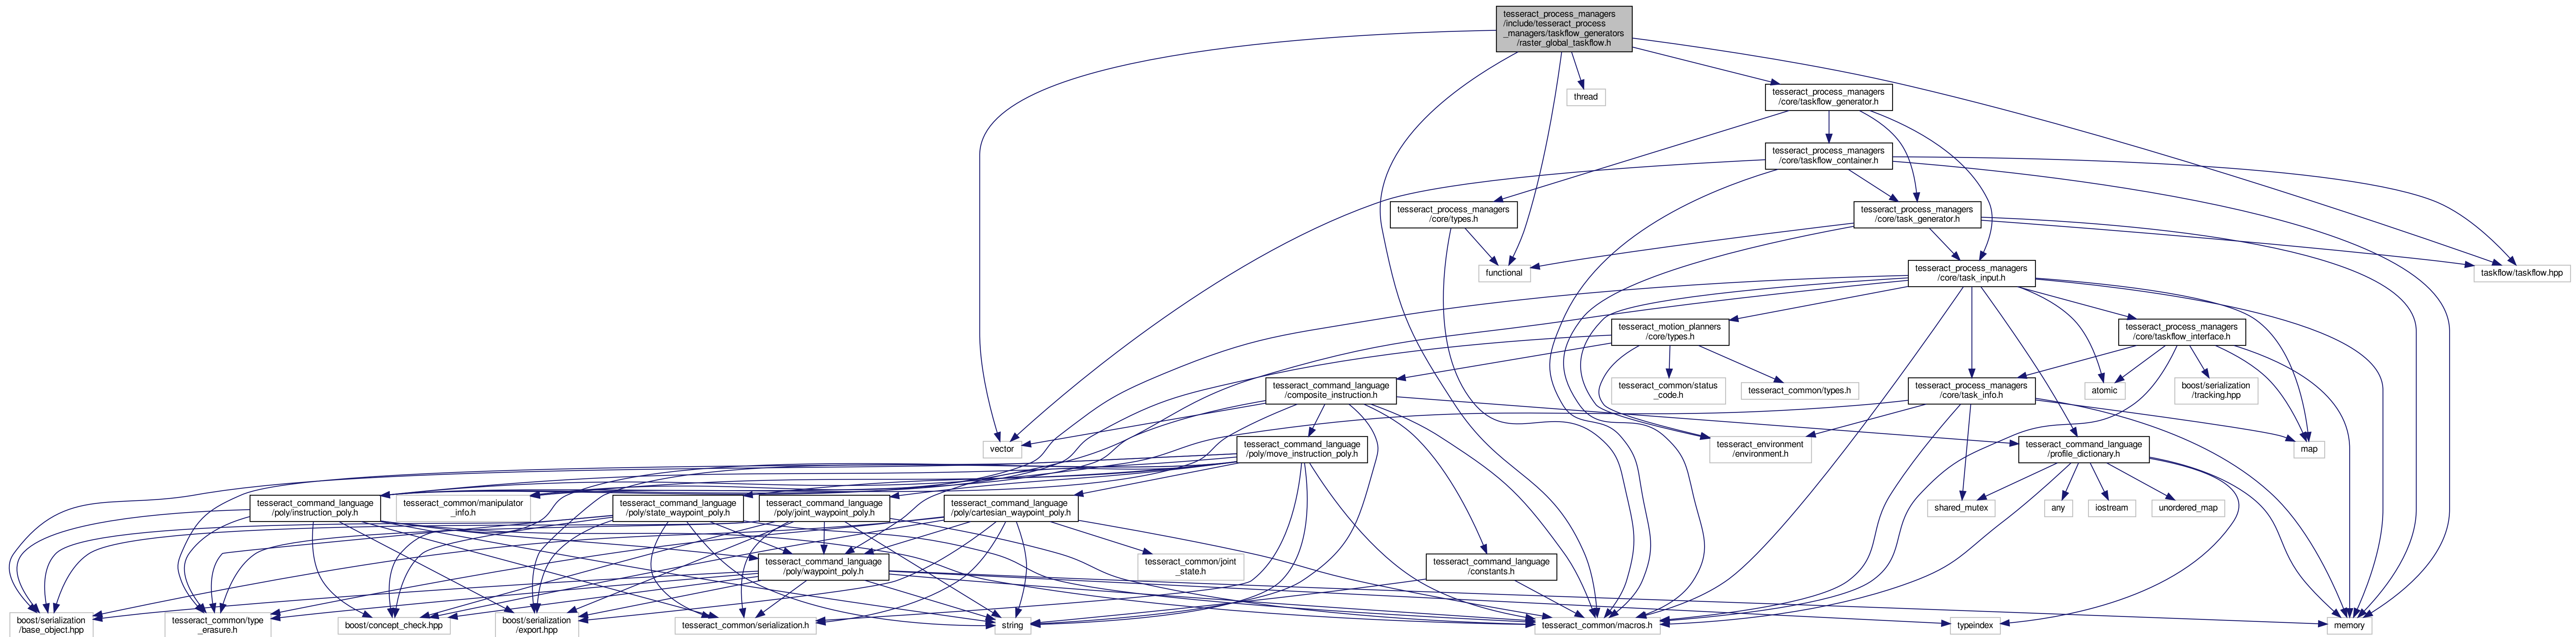 tesseract_process_managers
/include/tesseract_process
_managers/taskflow_generators
/raster_global_taskflow.h
thread
tesseract_process_managers
/core/taskflow_generator.h
tesseract_process_managers
/core/taskflow_container.h
tesseract_process_managers
/core/types.h
tesseract_process_managers
/core/task_generator.h
functional
tesseract_process_managers
/core/task_input.h
taskflow/taskflow.hpp
tesseract_motion_planners
/core/types.h
tesseract_process_managers
/core/taskflow_interface.h
tesseract_command_language
/composite_instruction.h
tesseract_common/status
_code.h
tesseract_common/types.h
tesseract_process_managers
/core/task_info.h
atomic
boost/serialization
/tracking.hpp
vector
tesseract_command_language
/poly/move_instruction_poly.h
tesseract_environment
/environment.h
tesseract_command_language
/profile_dictionary.h
map
tesseract_command_language
/poly/instruction_poly.h
tesseract_common/manipulator
_info.h
tesseract_command_language
/poly/state_waypoint_poly.h
tesseract_command_language
/poly/joint_waypoint_poly.h
tesseract_command_language
/poly/cartesian_waypoint_poly.h
shared_mutex
any
iostream
unordered_map
tesseract_command_language
/poly/waypoint_poly.h
tesseract_common/joint
_state.h
tesseract_command_language
/constants.h
boost/serialization
/base_object.hpp
tesseract_common/type
_erasure.h
boost/concept_check.hpp
boost/serialization
/export.hpp
tesseract_common/serialization.h
string
tesseract_common/macros.h
typeindex
memory